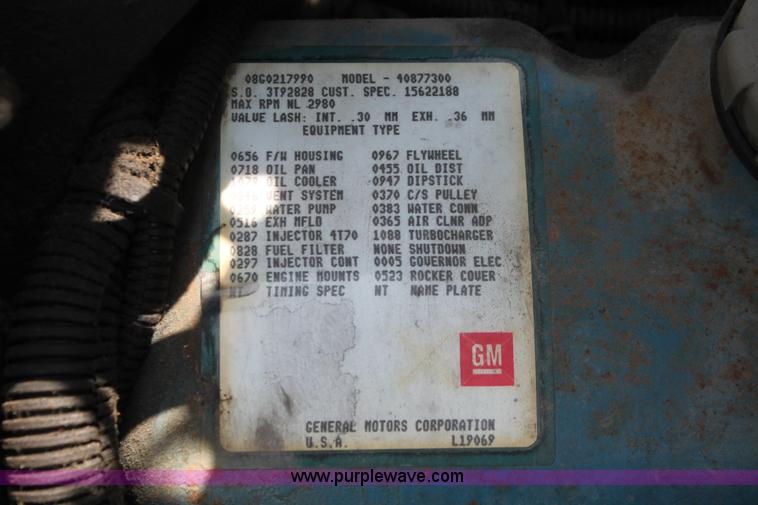 08G0217990 MODEL - 40877300
S.O. 3T92828 CUST. SPEC. 15622188
MAX RPM NL 2980
VALVE LASH: INT. .30 MM EXH. .36 MM
EQUIPMENT TYPE
0656 F/W HOUSING 0967 FLYWHEEL
0718 OIL PAN 0455 OIL DIST
OIL COOLER 0947 DIPSTICK
VENT SYSTEM 0370 C/S PULLEY
WATER PUMP 0383 WATER CONN
0516 EXH MFLD 0365 AIR CLNR ADP
0287 INJECTOR 4T70 1088 TURBOCHARGER
0828 FUEL FILTER NONE SHUTDOWN
0297 INJECTOR CONT 0005 GOVERNOR ELEC
0670 ENGINE MOUNTS 0523 ROCKER COVER
NT TIMING SPEC NT NAME PLATE
GM
GENERAL MOTORS CORPORATION
U.S.A. L19069
www.purplewave.com